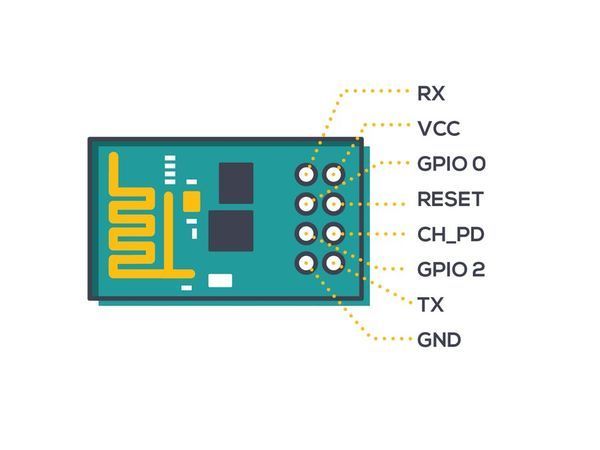 RX
VCC
GPIO 0
RESET
CH_PD
GPIO 2
TX
GND